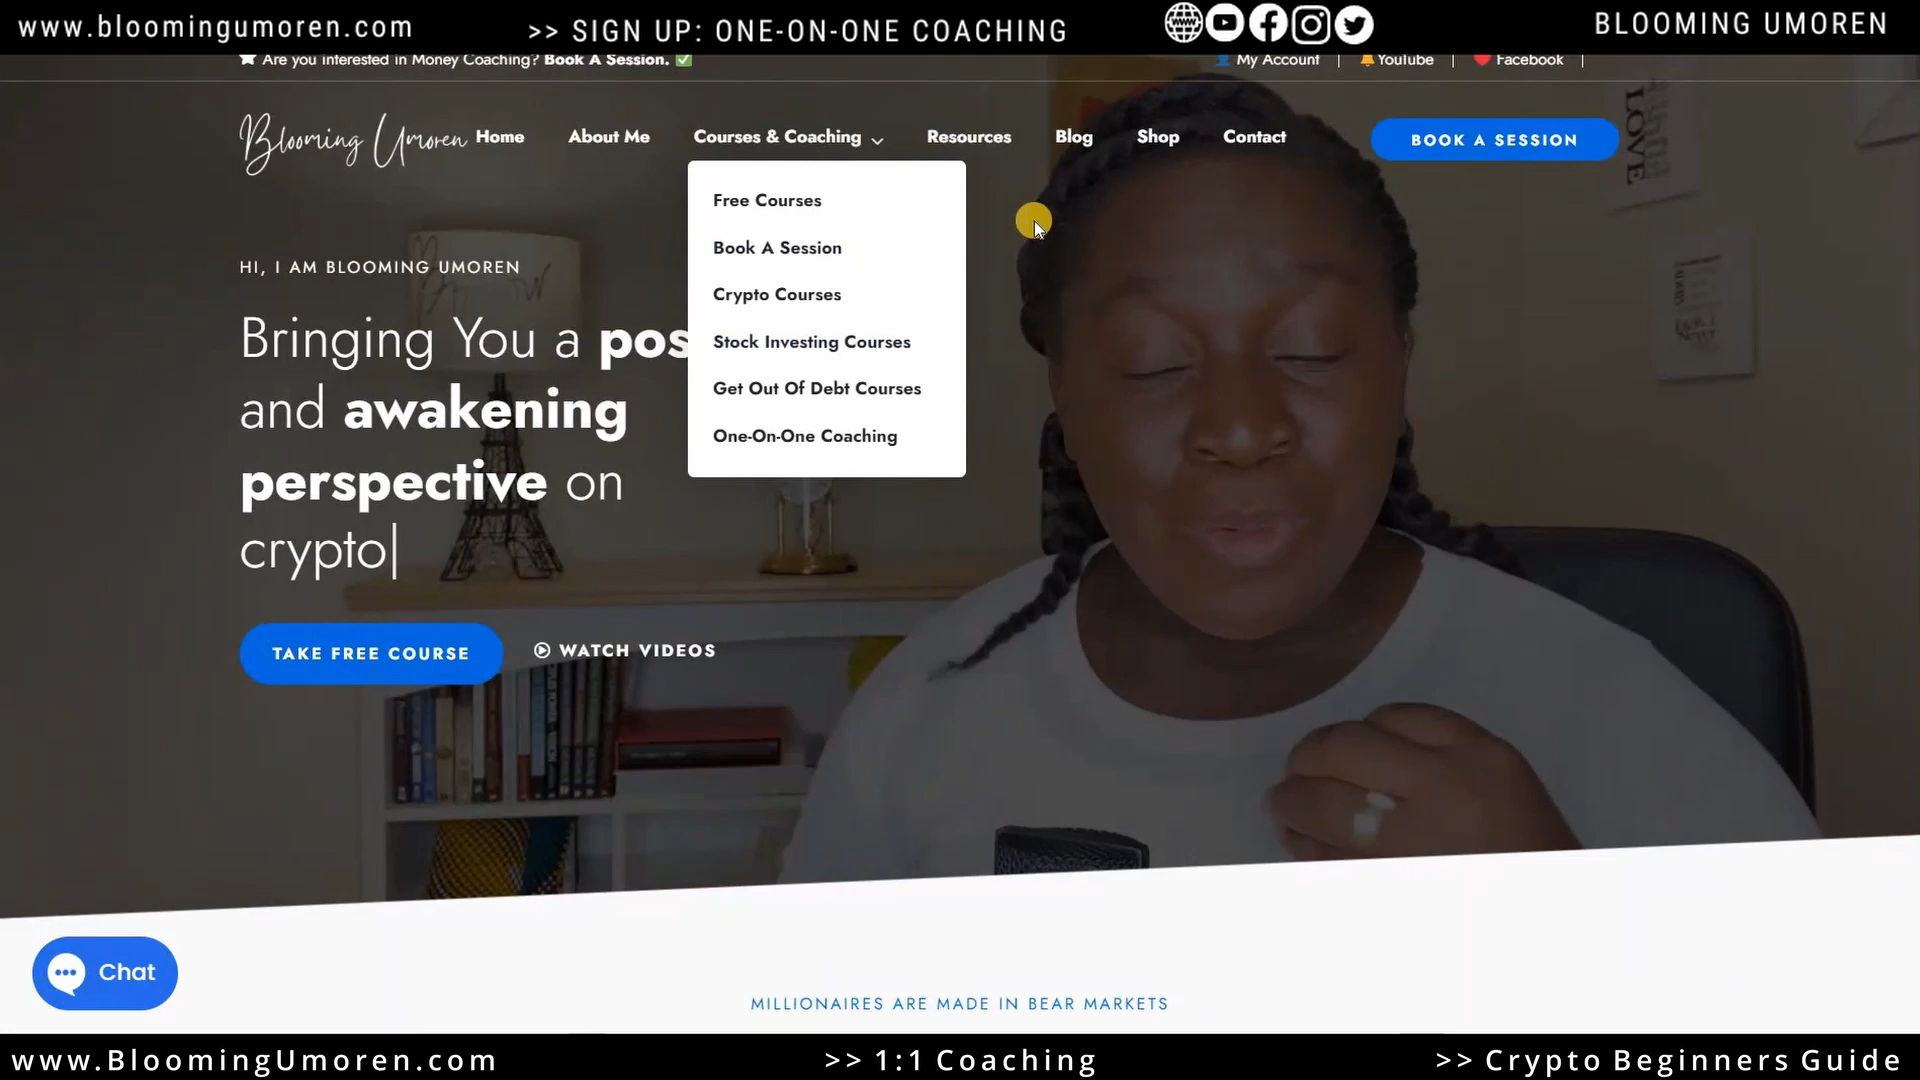 www.bloomingumoren.com
>> SIGN UP: ONE-ON-ONE COACHING
BLOOMING UMOREN
Are you interested in Money Coaching? Book A Session.
My Account
YouTube
Facebook
Blooming Umoren
Home
About Me
Courses & Coaching
Resources
Blog
Shop
Contact
BOOK A SESSION
Free Courses
Book A Session
Crypto Courses
Stock Investing Courses
Get Out Of Debt Courses
One-On-One Coaching
HI, I AM BLOOMING UMOREN
Bringing You a pos
and awakening
perspective on
crypto|
TAKE FREE COURSE
WATCH VIDEOS
LOVE
Chat
MILLIONAIRES ARE MADE IN BEAR MARKETS
www.BloomingUmoren.com
>> 1:1 Coaching
>> Crypto Beginners Guide